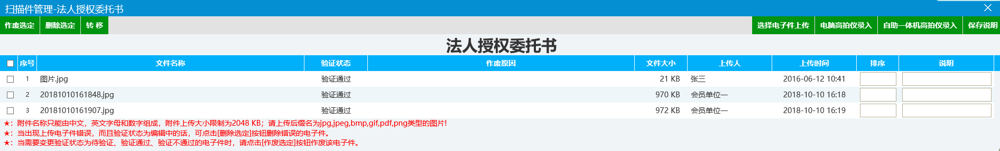 扫描件管理-法人授权委托书
作废选定 删除选定 转 移 选择电子件上传 电脑高拍仪录入 自助一体机高拍仪录入 保存说明
法人授权委托书
序号 文件名称 验证状态 作废原因 文件大小 上传人 上传时间 排序 说明
1 图片.jpg 验证通过 21 KB 张三 2016-06-12 10:41
2 20181010161848.jpg 验证通过 970 KB 会员单位一 2018-10-10 16:18
3 20181010161907.jpg 验证通过 972 KB 会员单位一 2018-10-10 16:19
★：附件名称只能由中文，英文字母和数字组成，附件上传大小限制为2048 KB；请上传后缀名为jpg,jpeg,bmp,gif,pdf,png类型的图片!
★：当出现上传电子件错误，而且验证状态为编辑中的话，可点击[删除选定]按钮删除错误的电子件。
★：当需要变更验证状态为待验证、验证通过、验证不通过的电子件时，请点击[作废选定]按钮作废该电子件。